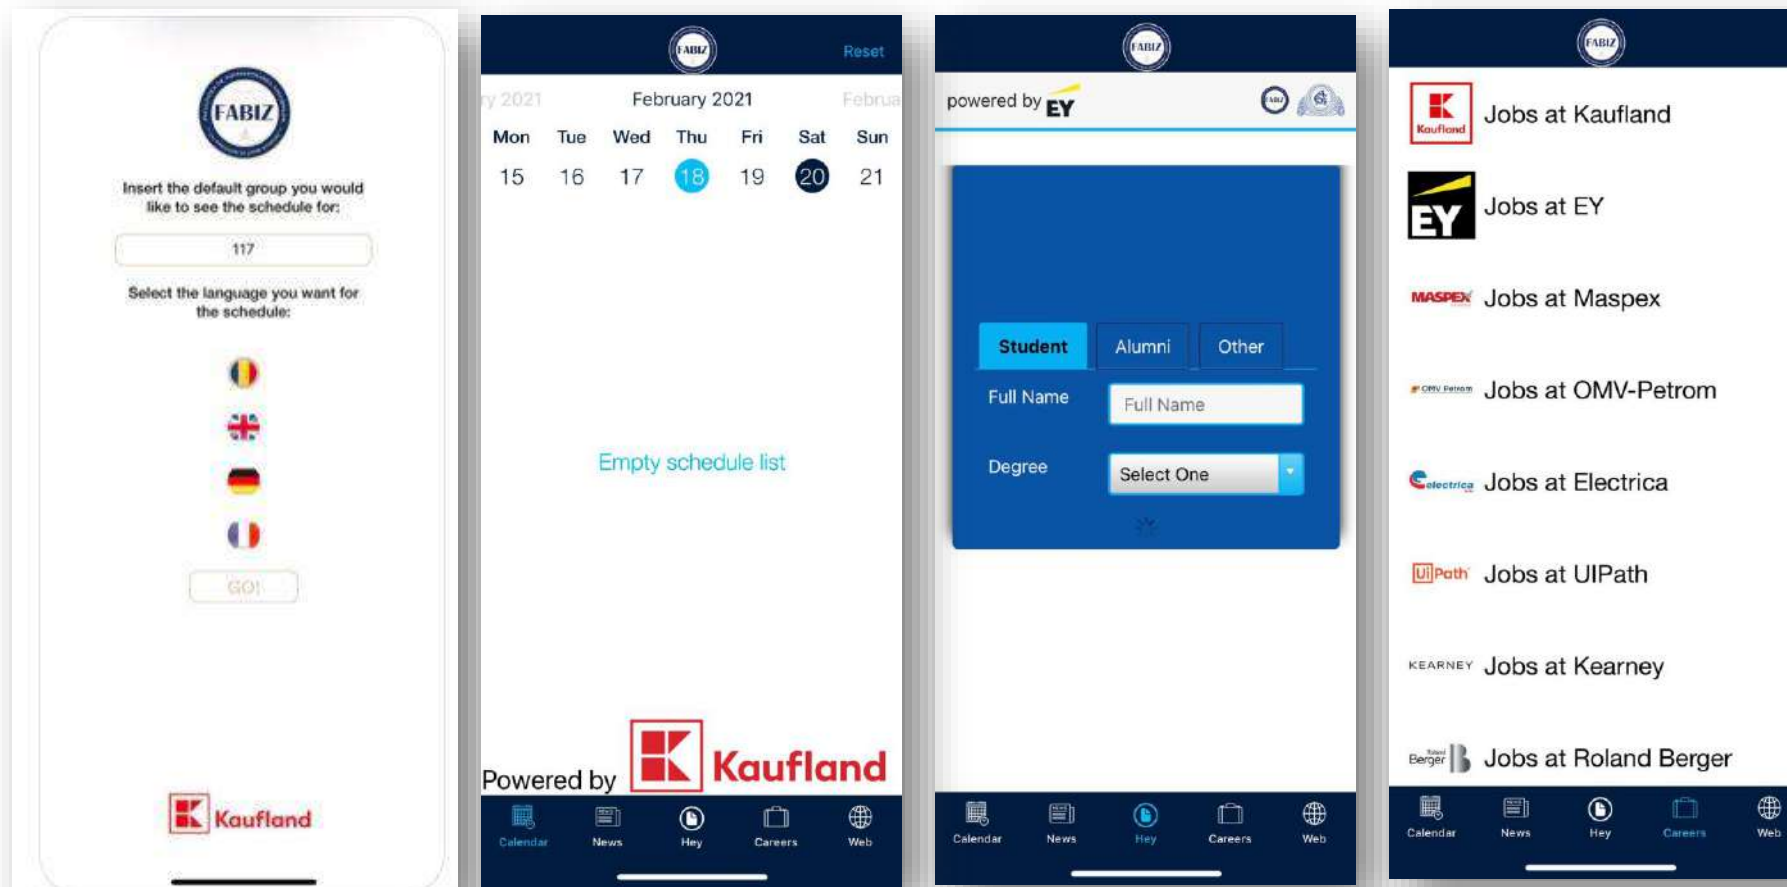 FABIZ
Insert the default group you would
like to see the schedule for:
117
Select the language you want for
the schedule:
GO!
Kaufland
FABIZ
Reset
ry 2021
February 2021
Februa
Mon Tue Wed Thu Fri Sat Sun
15 16 17 18 19 20 21
Empty schedule list
Powered by
Kaufland
Calendar News Hey Careers Web
FABIZ
powered by EY
FABIZ
Student Alumni Other
Full Name
Full Name
Degree
Select One
Calendar News Hey Careers Web
FABIZ
Kaufland
Jobs at Kaufland
EY
Jobs at EY
MASPEX
Jobs at Maspex
OMV Petrom
Jobs at OMV-Petrom
electrica
Jobs at Electrica
UiPath
Jobs at UIPath
KEARNEY
Jobs at Kearney
Roland
Berger B
Jobs at Roland Berger
Calendar News Hey Careers Web